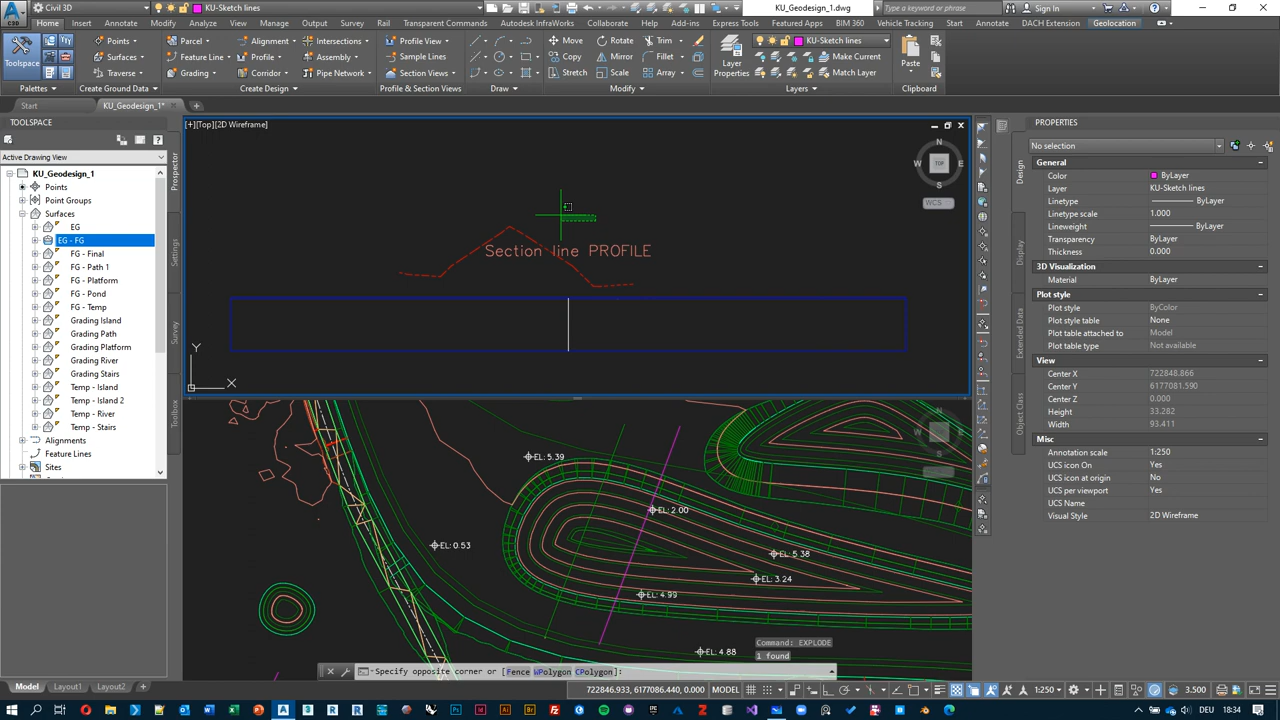 Civil 3D
KU-Sketch lines
Share
KU_Geodesign_1.dwg
Type a keyword or phrase
Sign In
Home
Insert
Annotate
Modify
Analyze
View
Manage
Output
Survey
Rail
Transparent Commands
Autodesk InfraWorks
Collaborate
Help
Add-ins
Express Tools
Featured Apps
BIM 360
Vehicle Tracking
Start
Annotate
DACH Extension
Geolocation
Toolspace
Palettes
Points
Surfaces
Traverse
Create Ground Data
Parcel
Feature Line
Grading
Alignment
Profile
Corridor
Intersections
Assembly
Pipe Network
Create Design
Profile View
Sample Lines
Section Views
Profile & Section Views
Draw
Move
Copy
Stretch
Rotate
Mirror
Scale
Trim
Fillet
Array
Modify
Layer
Properties
KU-Sketch lines
Make Current
Match Layer
Layers
Paste
Clipboard
Start
KU_Geodesign_1*
TOOLSPACE
Active Drawing View
KU_Geodesign_1
Points
Point Groups
Surfaces
EG
EG - FG
FG - Final
FG - Path 1
FG - Platform
FG - Pond
FG - Temp
Grading Island
Grading Path
Grading Platform
Grading River
Grading Stairs
Temp - Island
Temp - Island 2
Temp - River
Temp - Stairs
Alignments
Feature Lines
Sites
Prospector
Settings
Survey
Toolbox
[+][Top][2D Wireframe]
N
W
TOP
E
S
WCS
Section line PROFILE
Y
X
N
W
E
S
EL: 5.39
EL: 2.00
EL: 0.53
EL: 5.38
EL: 3.24
EL: 4.99
EL: 4.88
Command: EXPLODE
1 found
Specify opposite corner or [Fence WPolygon CPolygon]:
PROPERTIES
No selection
Design
Display
Extended Data
Object Class
General
Color ByLayer
Layer KU-Sketch lines
Linetype ByLayer
Linetype scale 1.000
Lineweight ByLayer
Transparency ByLayer
Thickness 0.000
3D Visualization
Material ByLayer
Plot style
Plot style ByColor
Plot style table None
Plot table attached to Model
Plot table type Not available
View
Center X 722848.866
Center Y 6177081.590
Center Z 0.000
Height 33.282
Width 93.411
Misc
Annotation scale 1:250
UCS icon On Yes
UCS icon at origin No
UCS per viewport Yes
UCS Name
Visual Style 2D Wireframe
Model
Layout1
Layout2
722846.933, 6177086.440, 0.000
MODEL
1:250
3.500
DEU
18:34